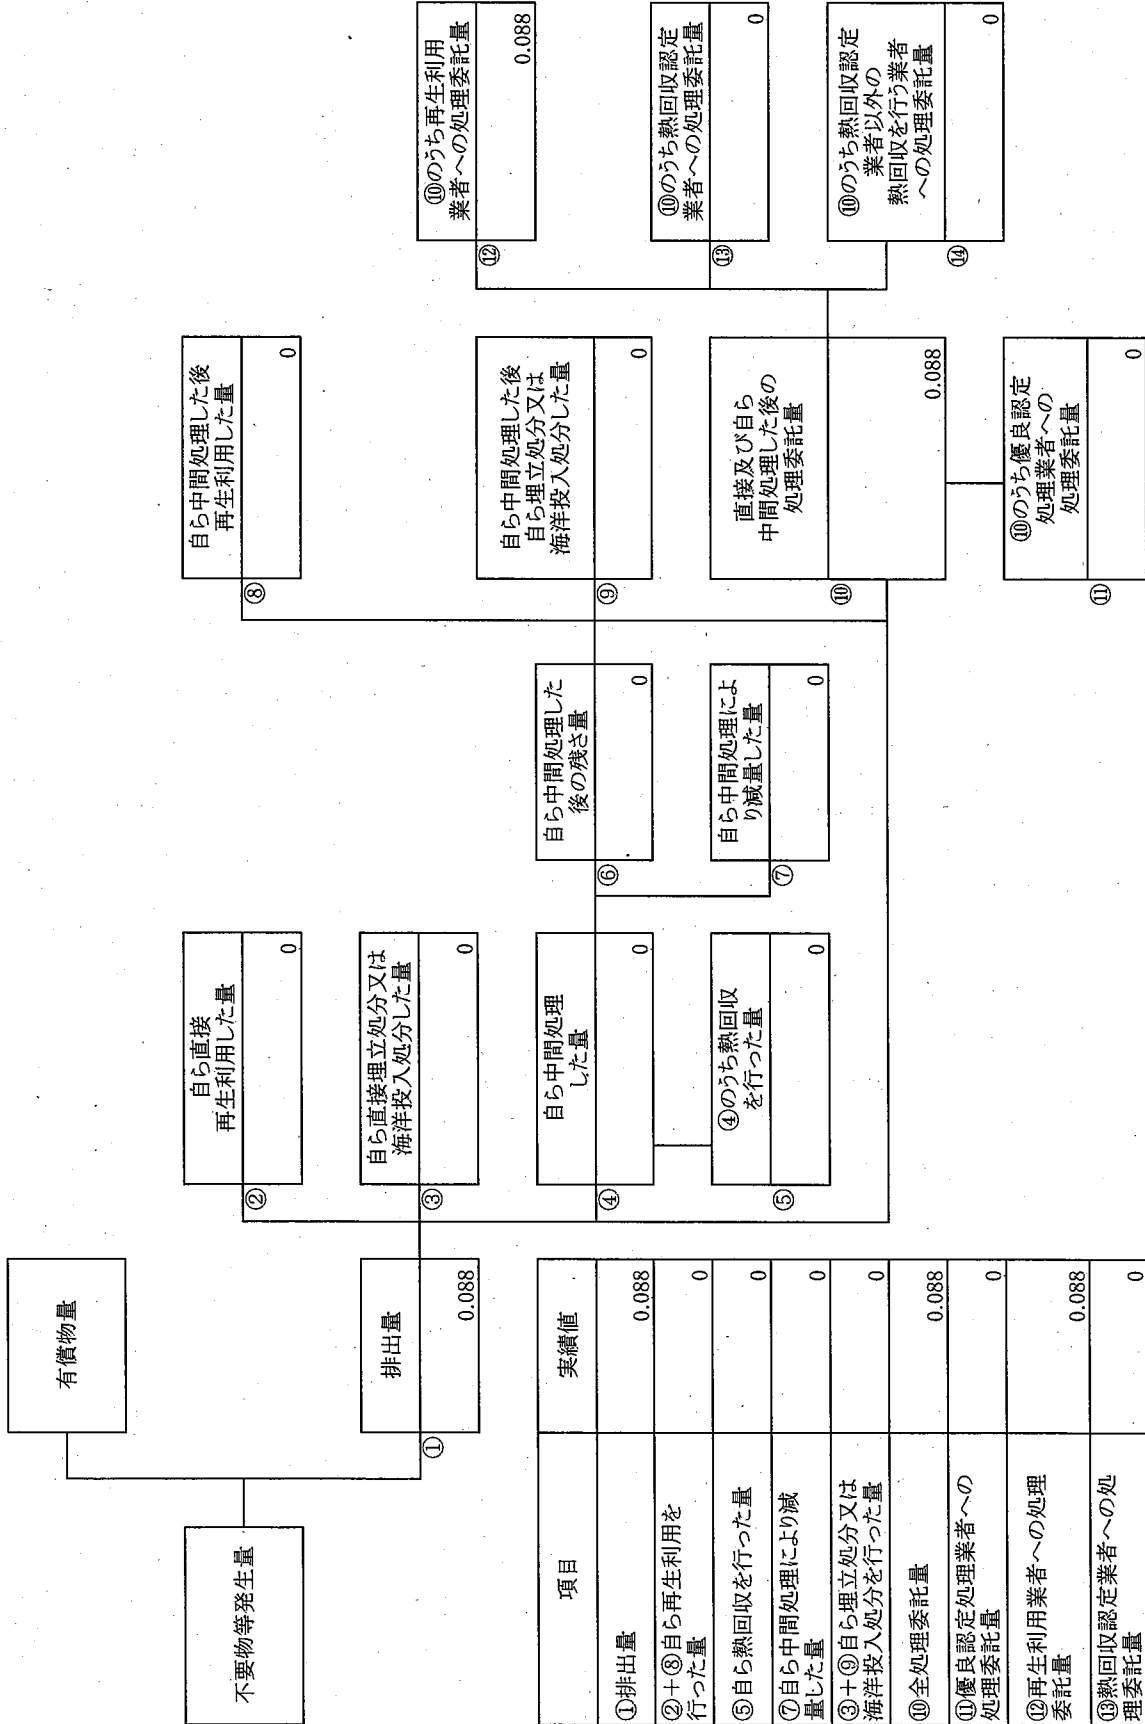 不要物等発生量
有償物量
排出量
①
0.088
自ら直接
再生利用した量
②
0
自ら直接埋立処分又は
海洋投入処分した量
③
0
自ら中間処理
した量
④
0
④のうち熱回収
を行った量
⑤
0
自ら中間処理した
後の残さ量
⑥
0
自ら中間処理によ
り減量した量
⑦
0
自ら中間処理した後
再生利用した量
⑧
0
自ら中間処理した後
自ら埋立処分又は
海洋投入処分した量
⑨
0
直接及び自ら
中間処理した後の
処理委託量
⑩
0.088
⑩のうち優良認定
処理業者への
処理委託量
⑪
0
⑩のうち再生利用
業者への処理委託量
⑫
0.088
⑩のうち熱回収認定
業者への処理委託量
⑬
0
⑩のうち熱回収認定
業者以外の
熱回収を行う業者
への処理委託量
⑭
0
項目 実績値
①排出量 0.088
②+⑧自ら再生利用を
行った量 0
⑤自ら熱回収を行った量 0
⑦自ら中間処理により減
量した量 0
③+⑨自ら埋立処分又は
海洋投入処分を行った量 0
⑩全処理委託量 0.088
⑪優良認定処理業者への
処理委託量 0
⑫再生利用業者への処理
委託量 0.088
⑬熱回収認定業者への処
理委託量 0